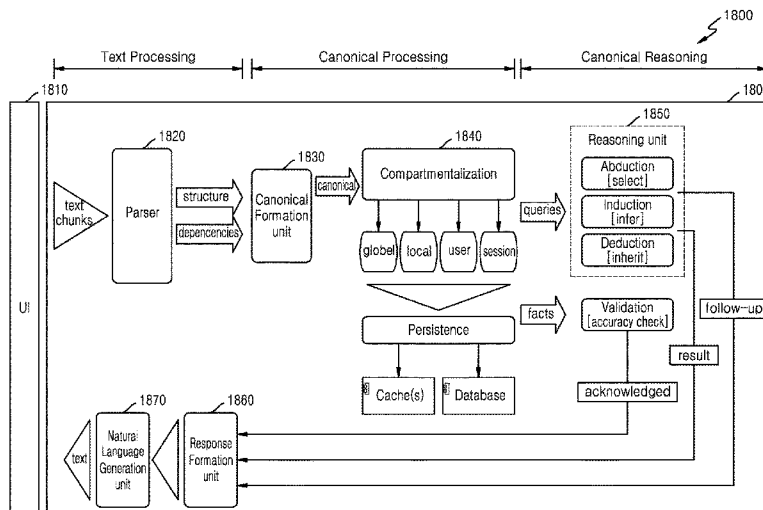 1800
Text Processing
Canonical Processing
Canonical Reasoning
1810
180
UI
1820
1830
1840
1850
text
chunks
Parser
structure
depencencies
Canonical
Formation
unit
canonical
Compartmentalization
globel
local
user
session
queries
Reasoning unit
Abduction
[select]
Induction
[infer]
Deduction
[inherit]
Persistence
facts
Validation
[accuracy check]
follow-up
result
acknowledged
Cache(s)
Database
1870
1860
text
Natural
Language
Generation
unit
Response
Formation
unit